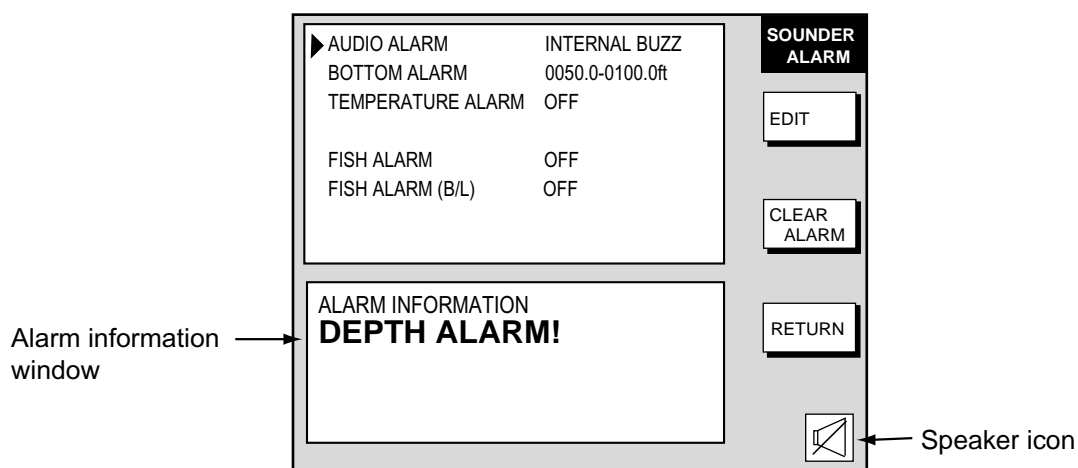 AUDIO ALARM INTERNAL BUZZ
BOTTOM ALARM 0050.0-0100.0ft
TEMPERATURE ALARM OFF
FISH ALARM OFF
FISH ALARM (B/L) OFF
SOUNDER
ALARM
EDIT
CLEAR
ALARM
RETURN
ALARM INFORMATION
DEPTH ALARM!
Alarm information
window
Speaker icon